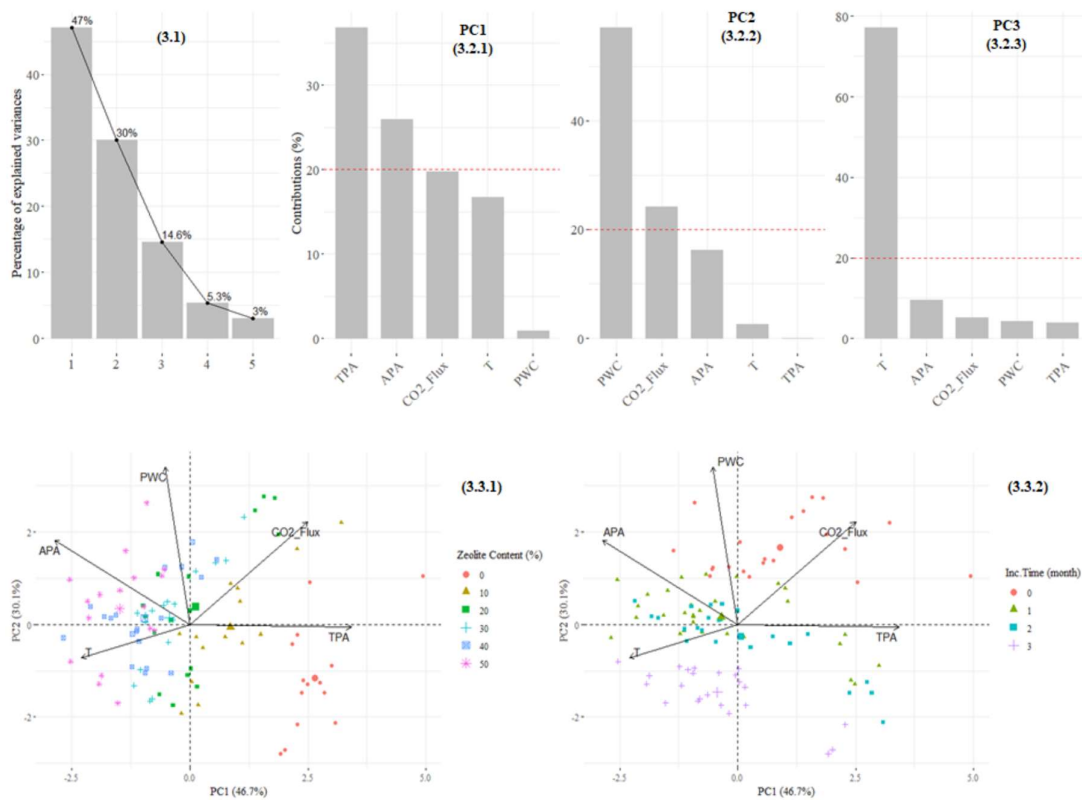 (3.1)
Percentage of explained variances
40
30
20
10
0
47%
30%
14.6%
5.3%
3%
1 2 3 4 5
PC1
(3.2.1)
Contributions (%)
30
20
10
0
TPA APA CO2_Flux T PWC
PC2
(3.2.2)
40
20
0
PWC CO2_Flux APA T TPA
PC3
(3.2.3)
80
60
40
20
0
T APA CO2_Flux PWC TPA
(3.3.1)
PC2 (30.1%)
2
0
-2
PWC
CO2_Flux
APA
TPA
T
-2.5 0.0 2.5 5.0
PC1 (46.7%)
Zeolite Content (%)
0
10
20
30
40
50
(3.3.2)
PC2 (30.1%)
2
0
-2
PWC
CO2_Flux
APA
TPA
T
-2.5 0.0 2.5 5.0
PC1 (46.7%)
Inc.Time (month)
0
1
2
3